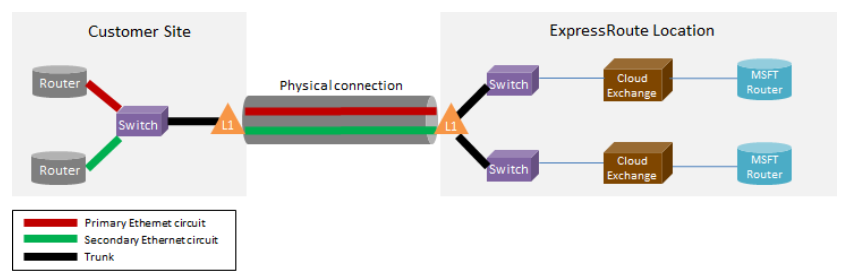 Customer Site
ExpressRoute Location
Router
Router
Switch
L1
Physical connection
L1
Switch
Cloud
Exchange
MSFT
Router
Switch
Cloud
Exchange
MSFT
Router
Primary Ethernet circuit
Secondary Ethernet circuit
Trunk